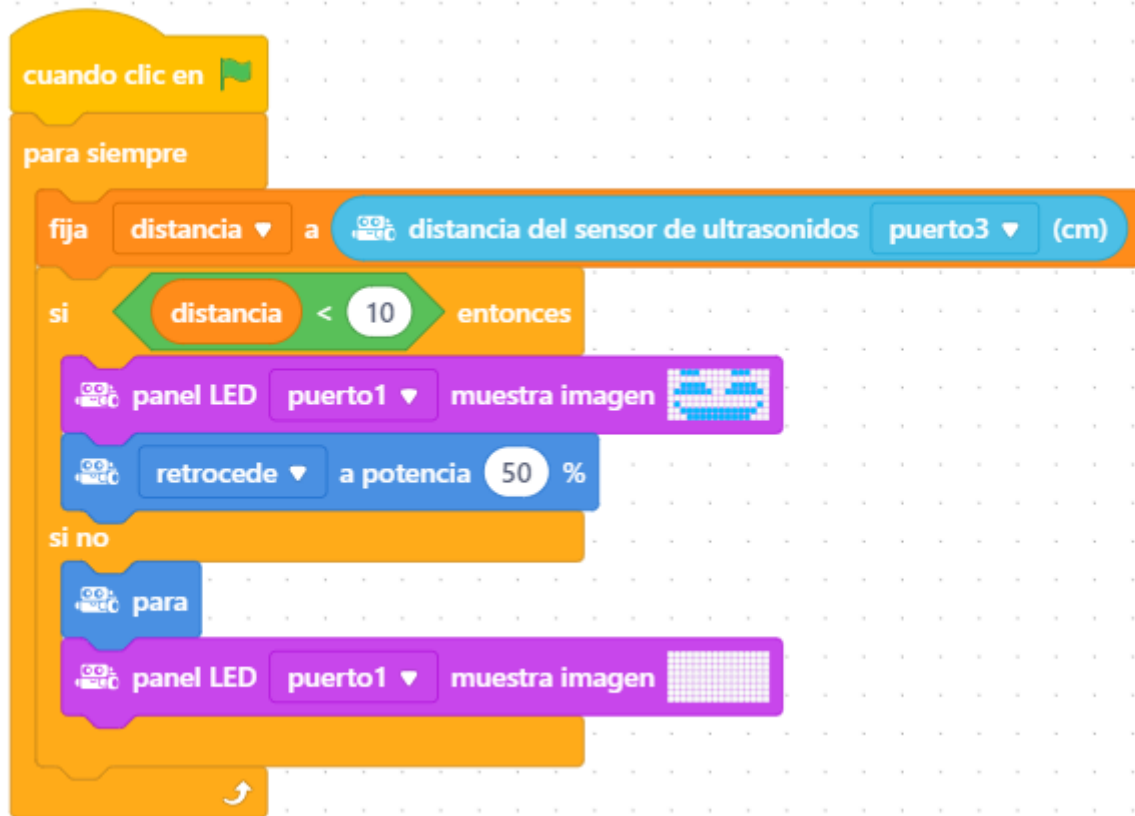 cuando clic en
para siempre
fija distancia a distancia del sensor de ultrasonidos puerto3 (cm)
si distancia < 10 entonces
panel LED puerto1 muestra imagen
retrocede a potencia 50 %
si no
para
panel LED puerto1 muestra imagen